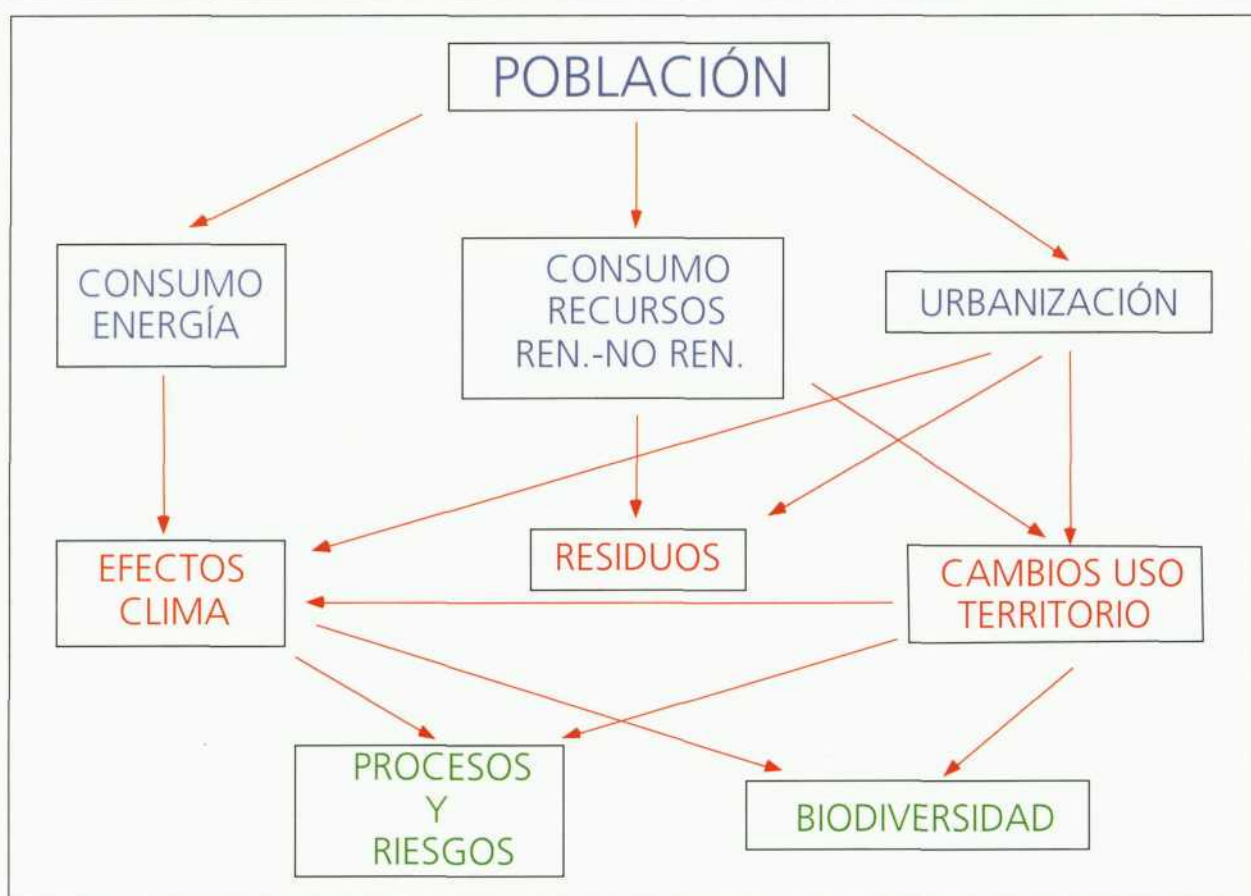 POBLACIÓN
CONSUMO
ENERGÍA
CONSUMO
RECURSOS
REN.-NO REN.
URBANIZACIÓN
EFECTOS
CLIMA
RESIDUOS
CAMBIOS USO
TERRITORIO
PROCESOS
Y
RIESGOS
BIODIVERSIDAD